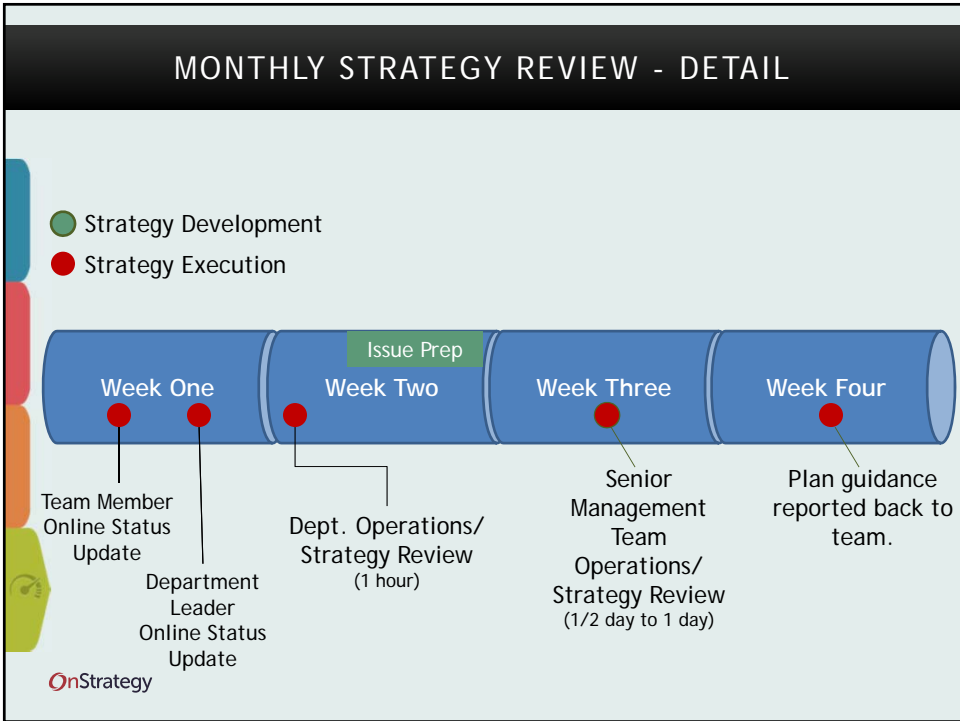 MONTHLY STRATEGY REVIEW - DETAIL
Strategy Development
Strategy Execution
Issue Prep
Week One
Week Two
Week Three
Week Four
Team Member
Online Status
Update
Department
Leader
Online Status
Update
Dept. Operations/
Strategy Review
(1 hour)
Senior
Management
Team
Operations/
Strategy Review
(1/2 day to 1 day)
Plan guidance
reported back to
team.
OnStrategy